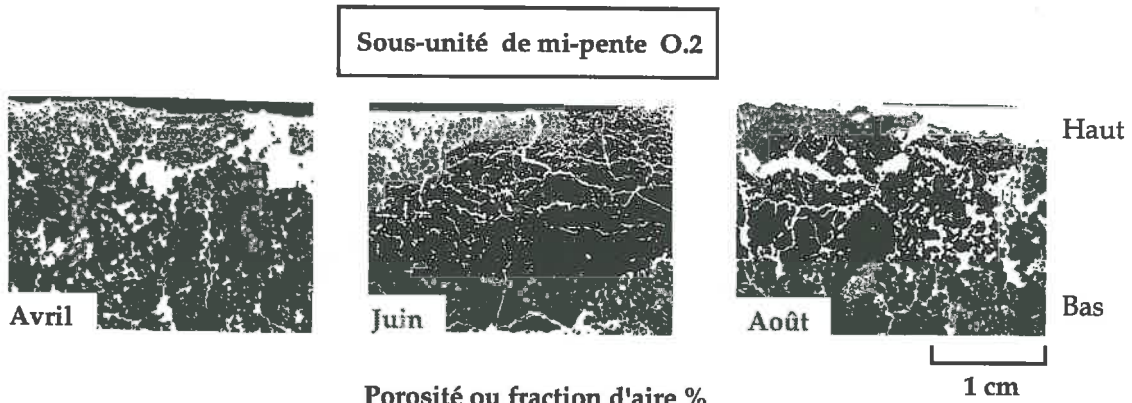 Sous-unité de mi-pente O.2
Haut
Avril
Juin
Août
Bas
1 cm
Porosité ou fraction d'aire %